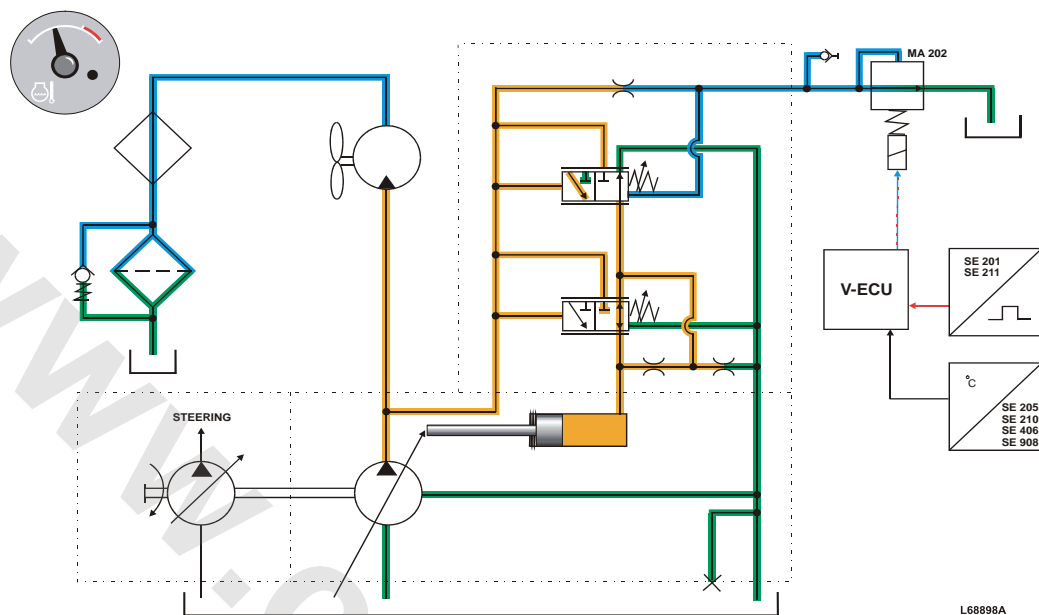 MA 202
V-ECU
SE 201
SE 211
°C
SE 205
SE 210
SE 406
SE 908
STEERING
L68898A